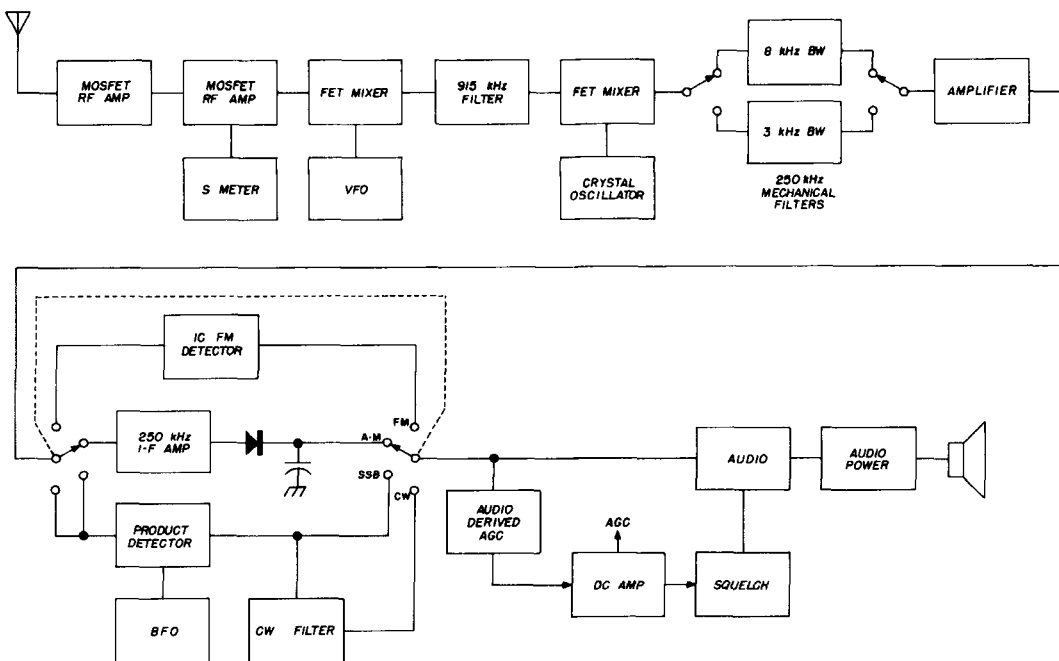 MOSFET
RF AMP
MOSFET
RF AMP
FET MIXER
915 kHz
FILTER
FET MIXER
8 kHz BW
3 kHz BW
AMPLIFIER
S METER
VFO
CRYSTAL
OSCILLATOR
250 kHz
MECHANICAL
FILTERS
IC FM
DETECTOR
250 kHz
I-F AMP
FM
A-M
SSB
CW
PRODUCT
DETECTOR
BFO
CW FILTER
AUDIO
DERIVED
AGC
AGC
DC AMP
SQUELCH
AUDIO
AUDIO
POWER